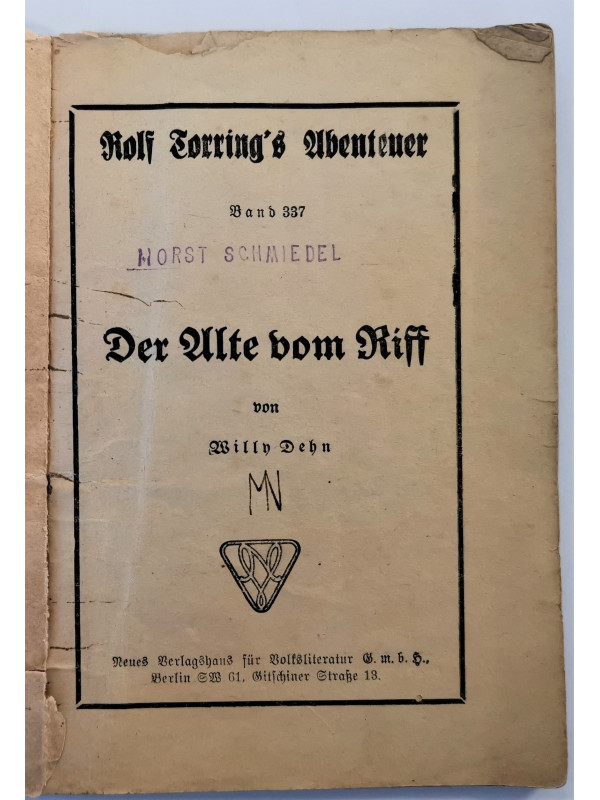 Rolf Torring's Abenteuer
Band 337
HORST SCHMIEDEL
Der Alte vom Riff
von
Willy Dehn
MN
Neues Verlagshaus für Volksliteratur G. m. b. H.,
Berlin SW 61, Gitschiner Straße 13.